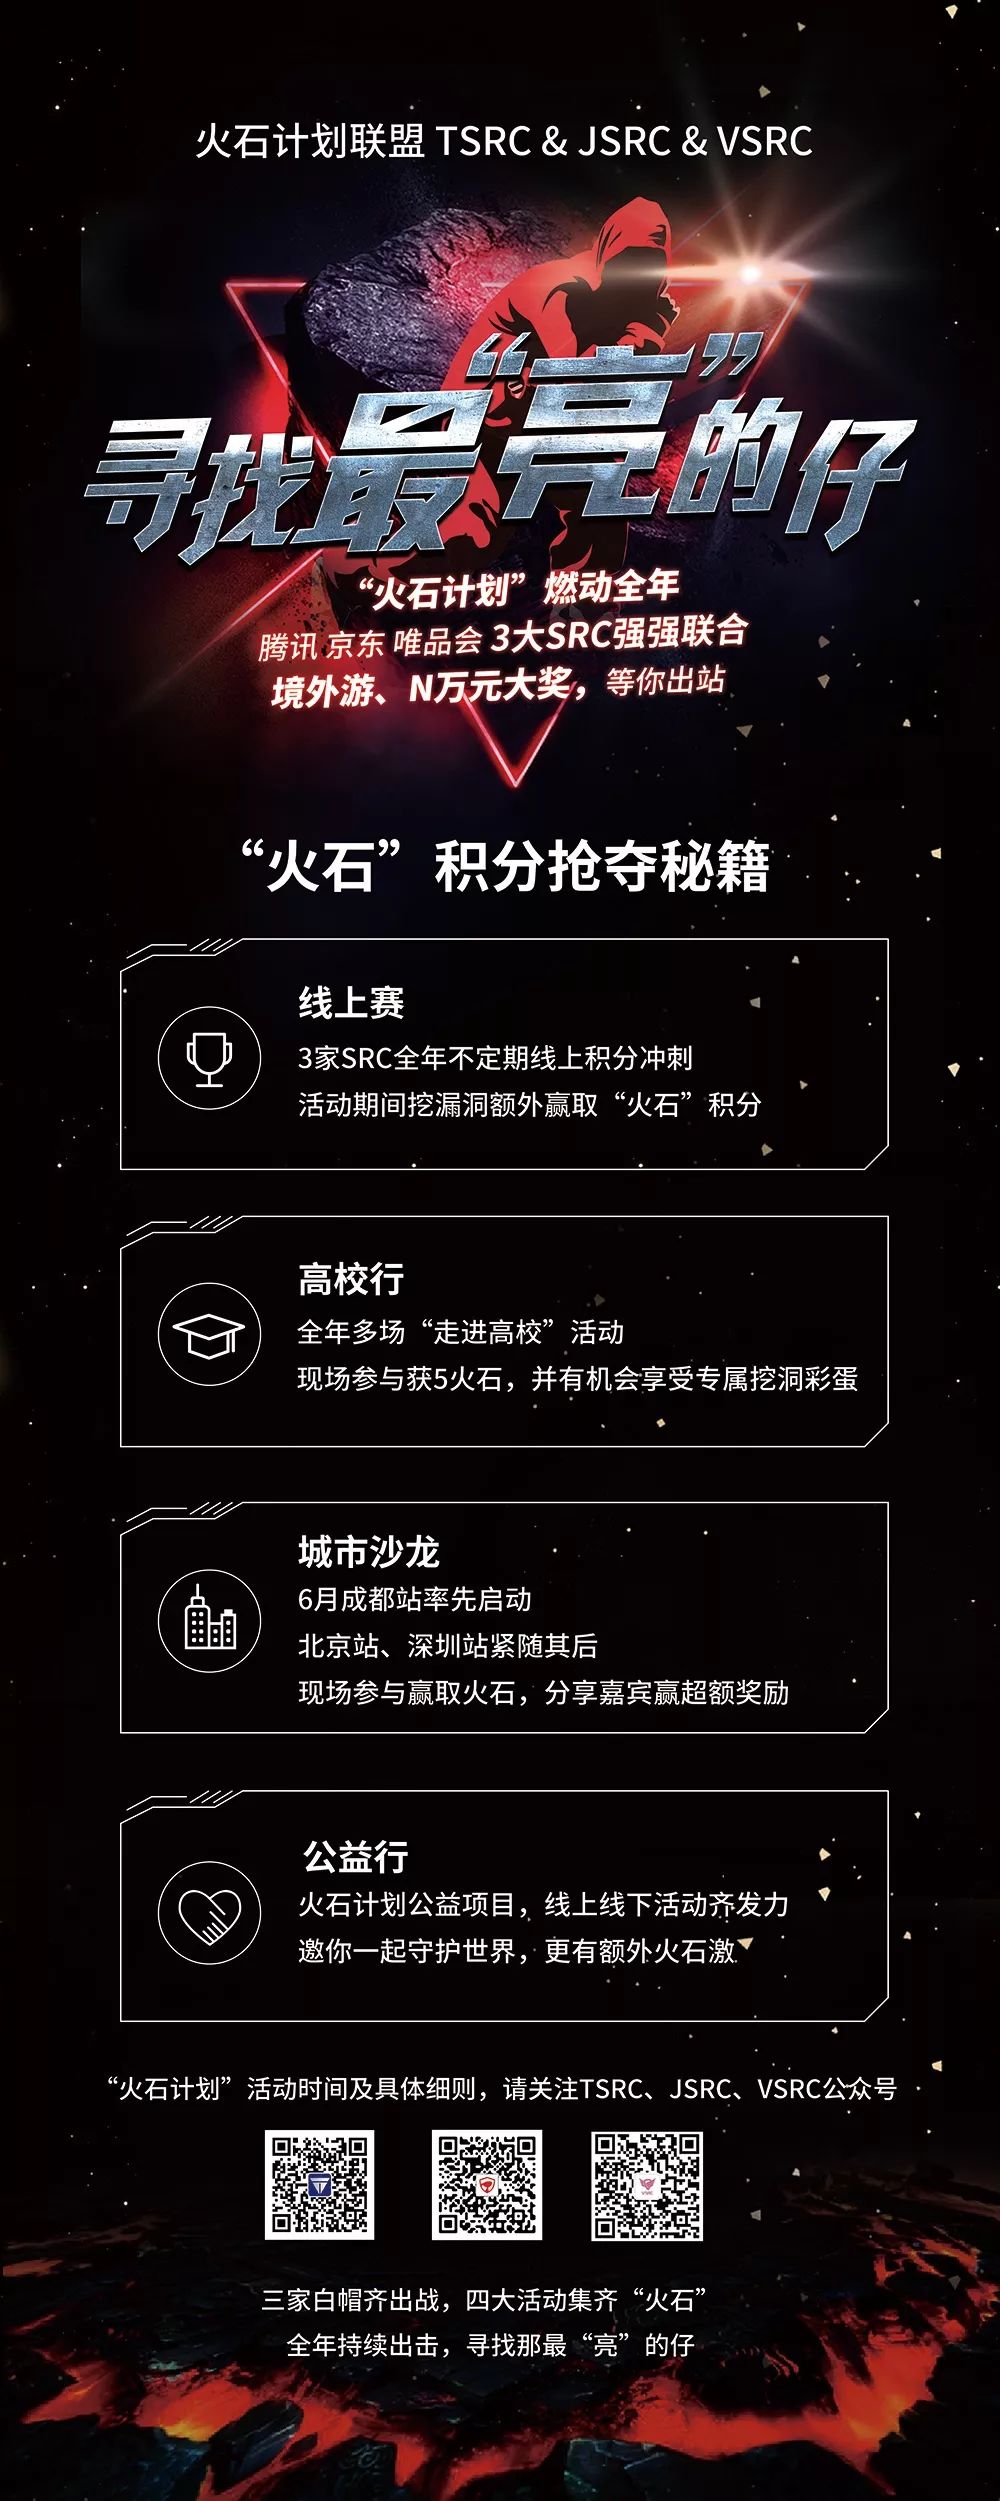 火石计划联盟 TSRC & JSRC & VSRC
寻找最“亮”的仔
“火石计划”燃动全年
腾讯 京东 唯品会 3大SRC强强联合
境外游、N万元大奖，等你出站
“火石”积分抢夺秘籍
线上赛
3家SRC全年不定期线上积分冲刺
活动期间挖漏洞额外赢取“火石”积分
高校行
全年多场“走进高校”活动
现场参与获5火石，并有机会享受专属挖洞彩蛋
城市沙龙
6月成都站率先启动
北京站、深圳站紧随其后
现场参与赢取火石，分享嘉宾赢超额奖励
公益行
火石计划公益项目，线上线下活动齐发力
邀你一起守护世界，更有额外火石激
“火石计划”活动时间及具体细则，请关注TSRC、JSRC、VSRC公众号
VSRC
三家白帽齐出战，四大活动集齐“火石”
全年持续出击，寻找那最“亮”的仔